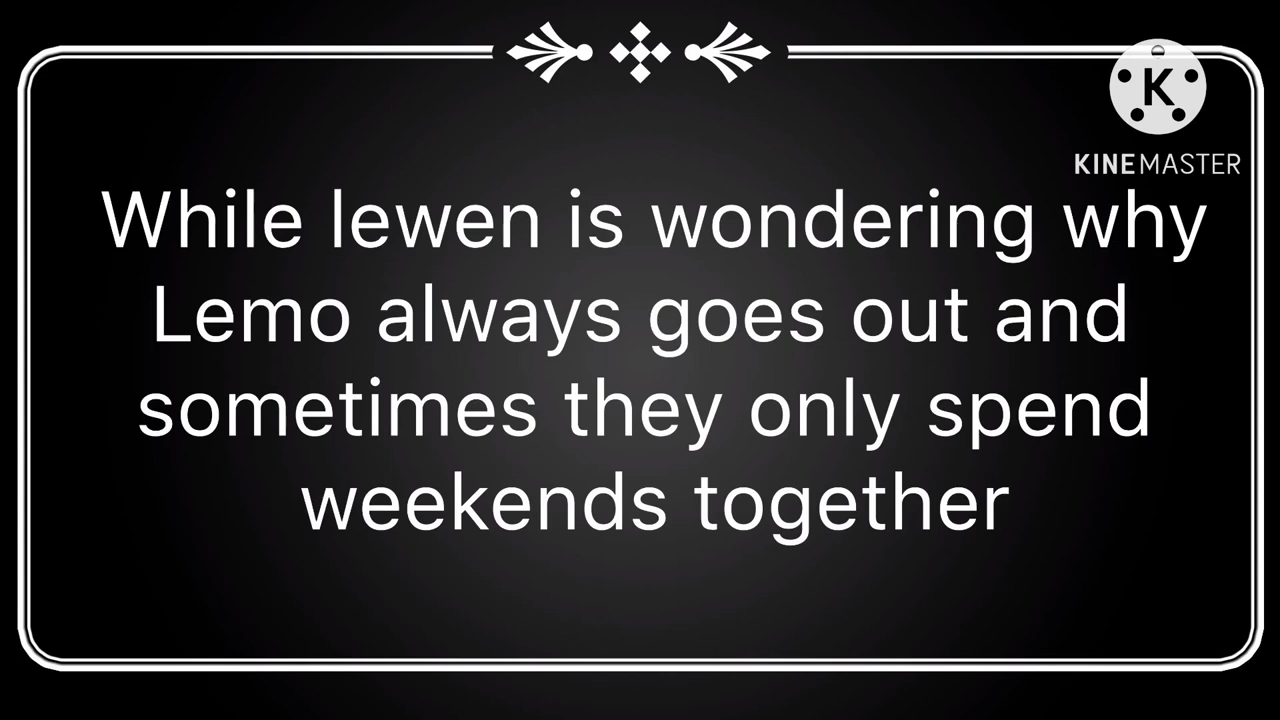 K
KINEMASTER
While lewen is wondering why
Lemo always goes out and
sometimes they only spend
weekends together